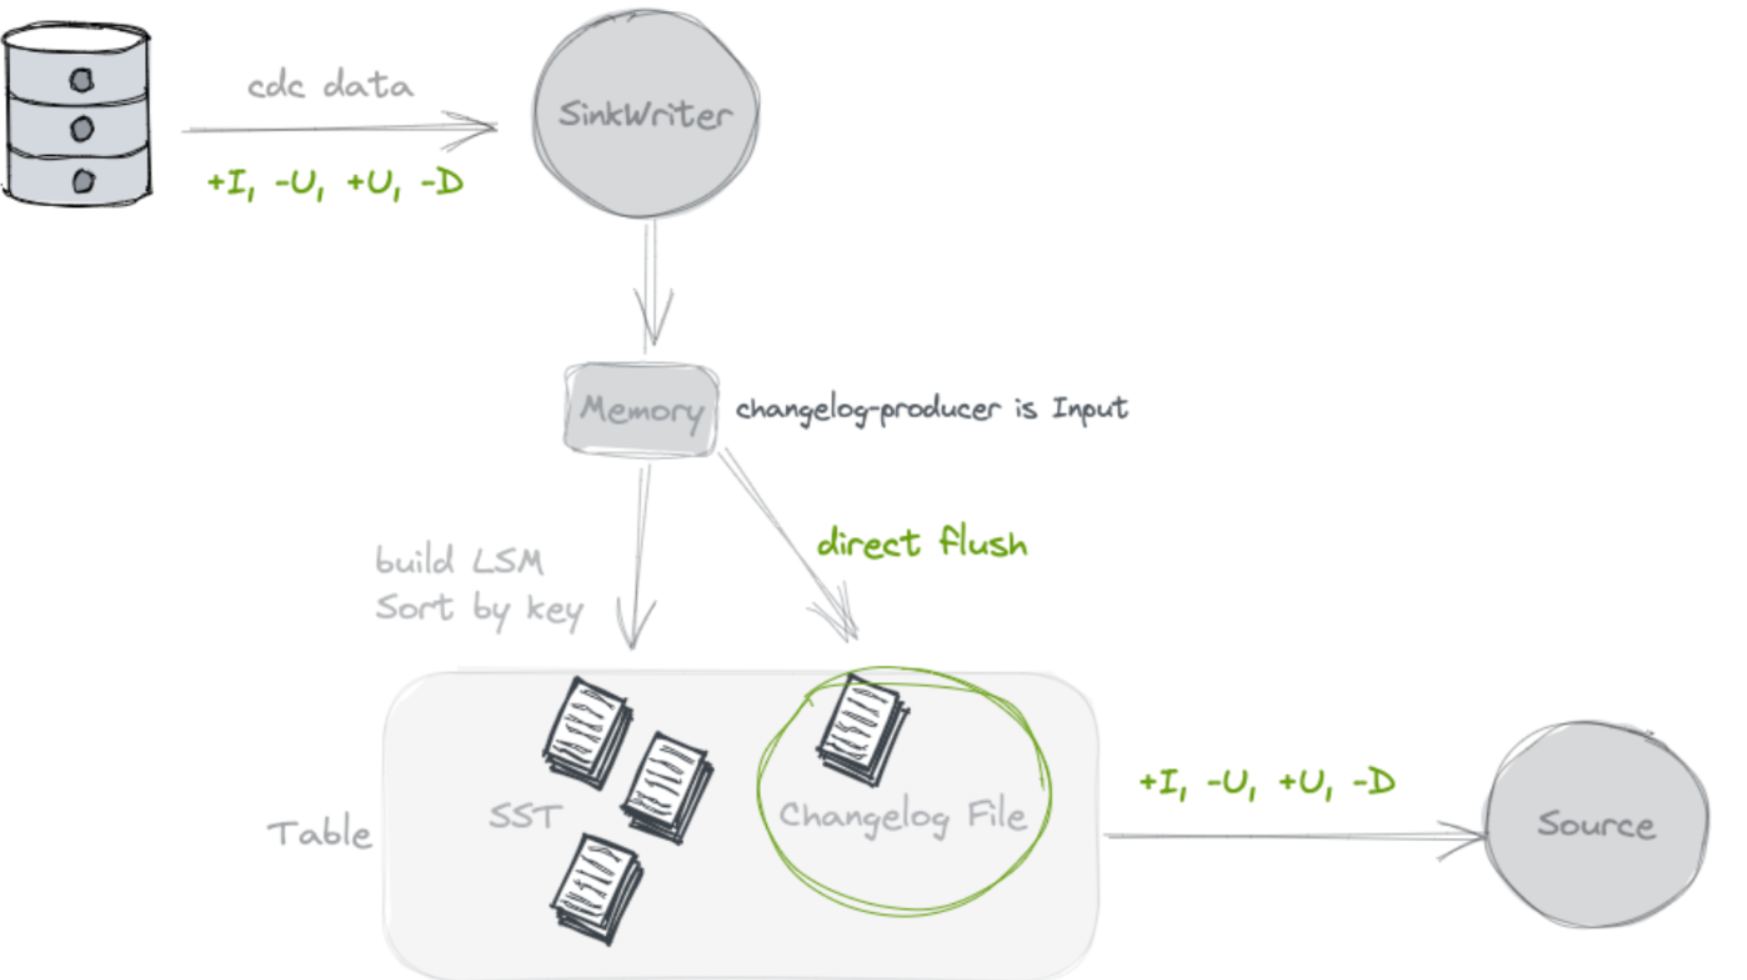 cdc data
SinkWriter
+I, -U, +U, -D
Memory
changelog-producer is Input
direct flush
build LSM
Sort by key
+I, -U, +U, -D
SST
Changelog File
Source
Table